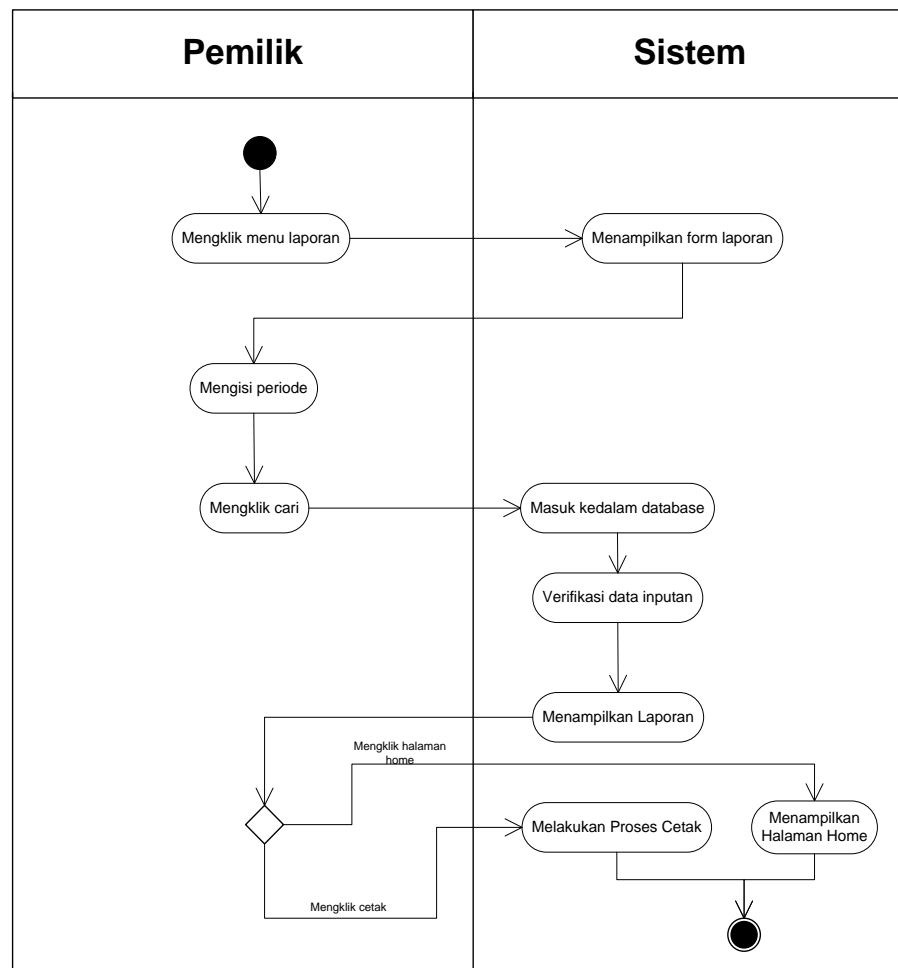 Pemilik
Sistem
Mengklik menu laporan
Menampilkan form laporan
Mengisi periode
Mengklik cari
Masuk kedalam database
Verifikasi data inputan
Menampilkan Laporan
Mengklik halaman
home
Melakukan Proses Cetak
Menampilkan
Halaman Home
Mengklik cetak